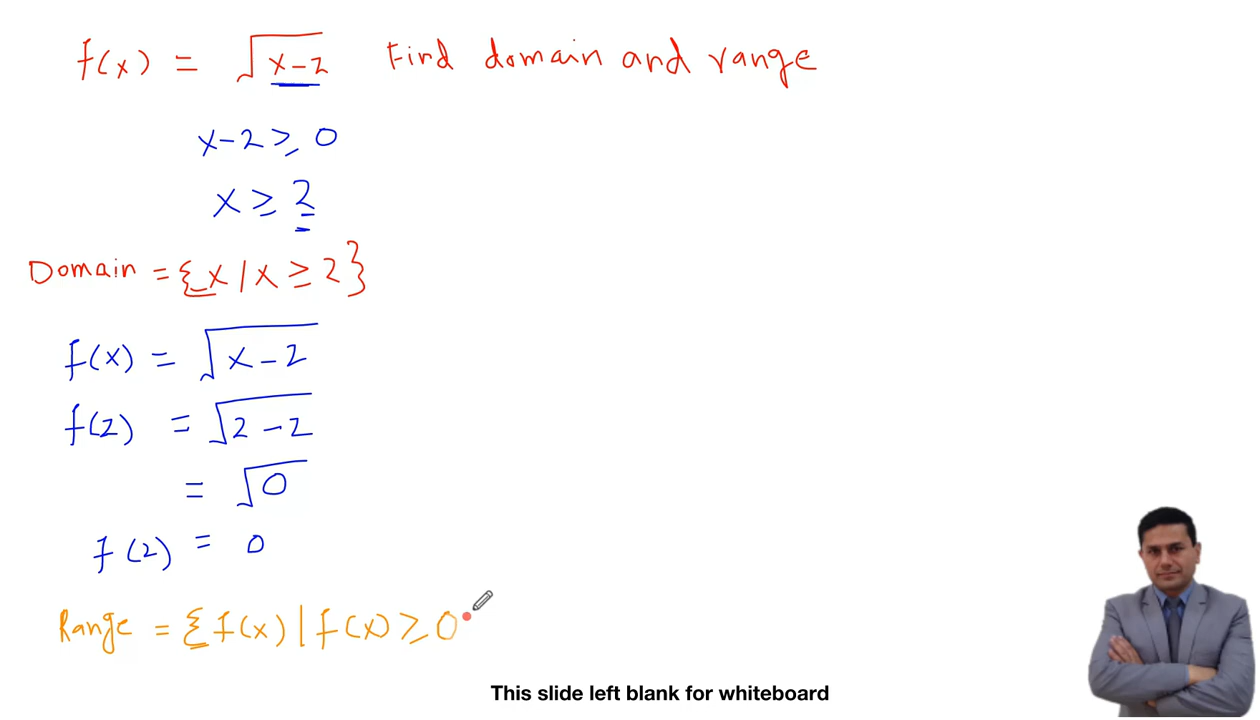 f(x) = √(x-2) Find domain and range
x-2 ≥ 0
x ≥ 2
Domain = {x/x ≥ 2}
f(x) = √(x-2)
f(2) = √(2-2)
= √0
f(2) = 0
Range = {f(x)|f(x) ≥ 0
This slide left blank for whiteboard